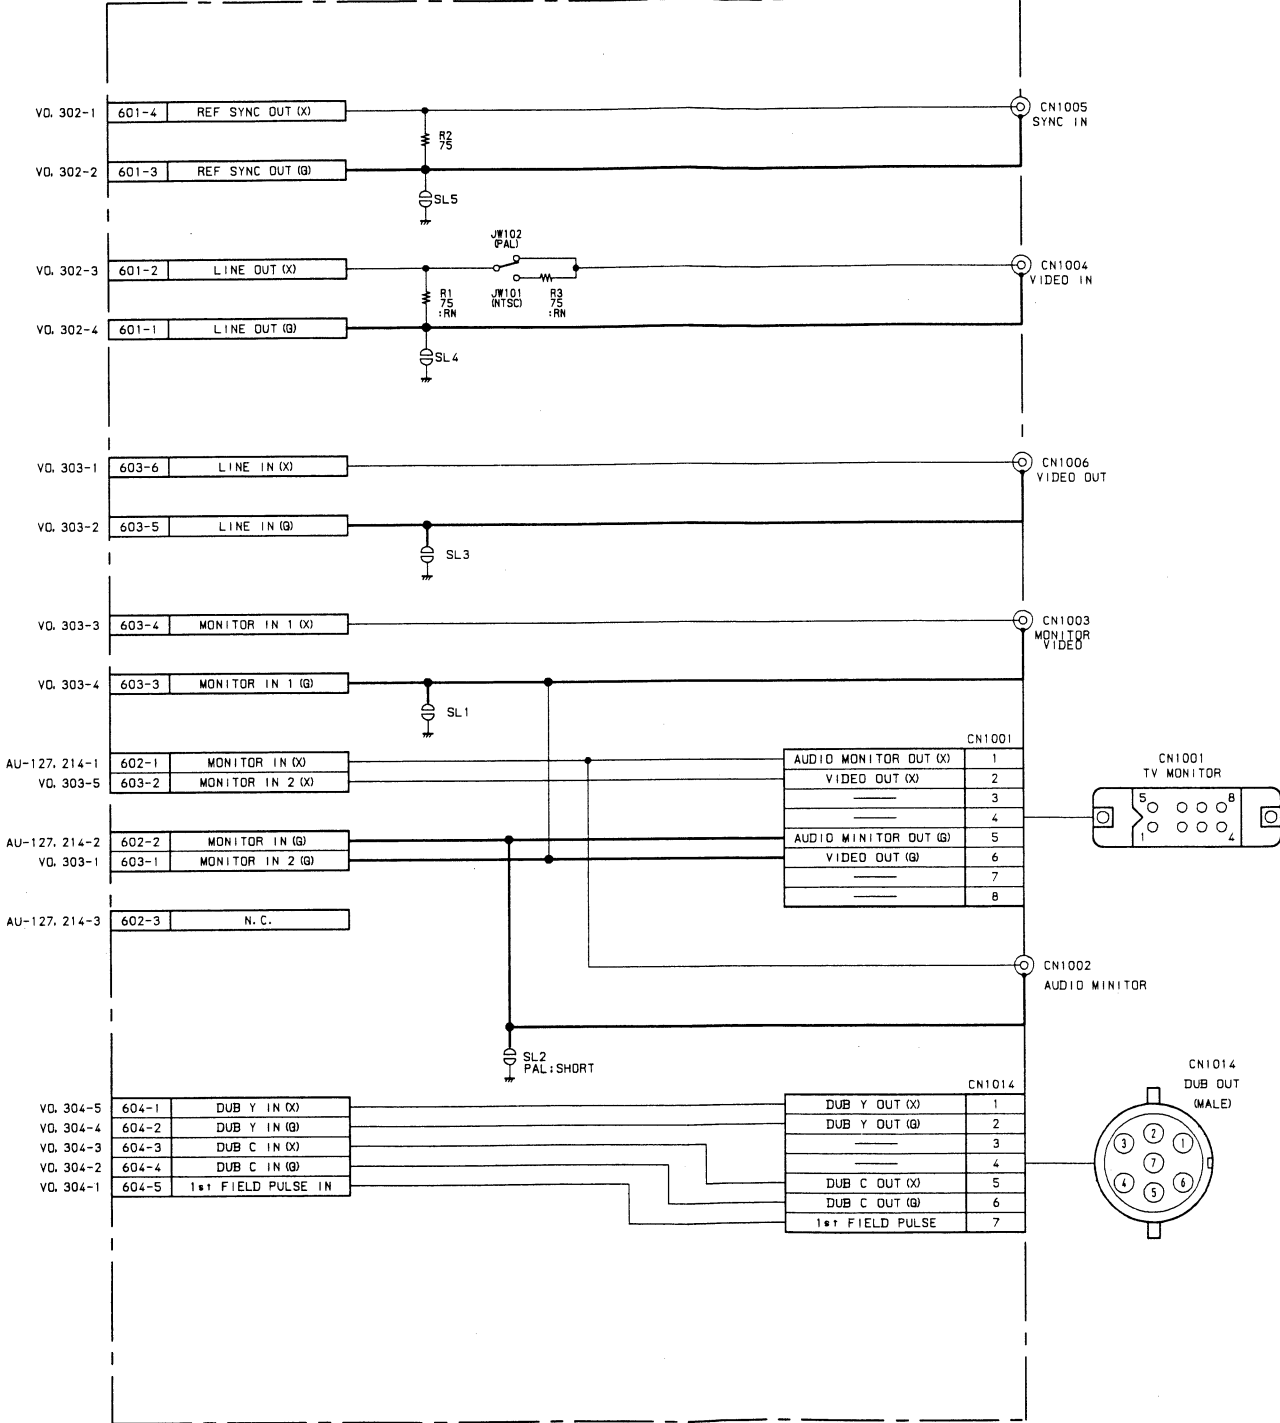 VO. 302-1 601-4 REF SYNC OUT (X)
CN1005
SYNC IN
R2
75
VO. 302-2 601-3 REF SYNC OUT (G)
SL5
JW102
(PAL)
VO. 302-3 601-2 LINE OUT (X)
CN1004
VIDEO IN
R1
75
:RN
JW101
(NTSC)
R3
75
:RN
VO. 302-4 601-1 LINE OUT (G)
SL4
VO. 303-1 603-6 LINE IN (X)
CN1006
VIDEO OUT
VO. 303-2 603-5 LINE IN (G)
SL3
VO. 303-3 603-4 MONITOR IN 1 (X)
CN1003
MONITOR
VIDEO
VO. 303-4 603-3 MONITOR IN 1 (G)
SL1
CN1001
AU-127. 214-1 602-1 MONITOR IN (X)
VO. 303-5 603-2 MONITOR IN 2 (X)
AU-127. 214-2 602-2 MONITOR IN (G)
VO. 303-1 603-1 MONITOR IN 2 (G)
AU-127. 214-3 602-3 N. C.
AUDIO MONITOR OUT (X) 1
VIDEO OUT (X) 2
3
4
AUDIO MINITOR OUT (G) 5
VIDEO OUT (G) 6
7
8
CN1001
TV MONITOR
5 8
1 4
CN1002
AUDIO MINITOR
SL2
PAL:SHORT
CN1014
VO. 304-5 604-1 DUB Y IN (X)
VO. 304-4 604-2 DUB Y IN (G)
VO. 304-3 604-3 DUB C IN (X)
VO. 304-2 604-4 DUB C IN (G)
VO. 304-1 604-5 1st FIELD PULSE IN
DUB Y OUT (X) 1
DUB Y OUT (G) 2
3
4
DUB C OUT (X) 5
DUB C OUT (G) 6
1st FIELD PULSE 7
CN1014
DUB OUT
(MALE)
2
3 1
7
4 6
5